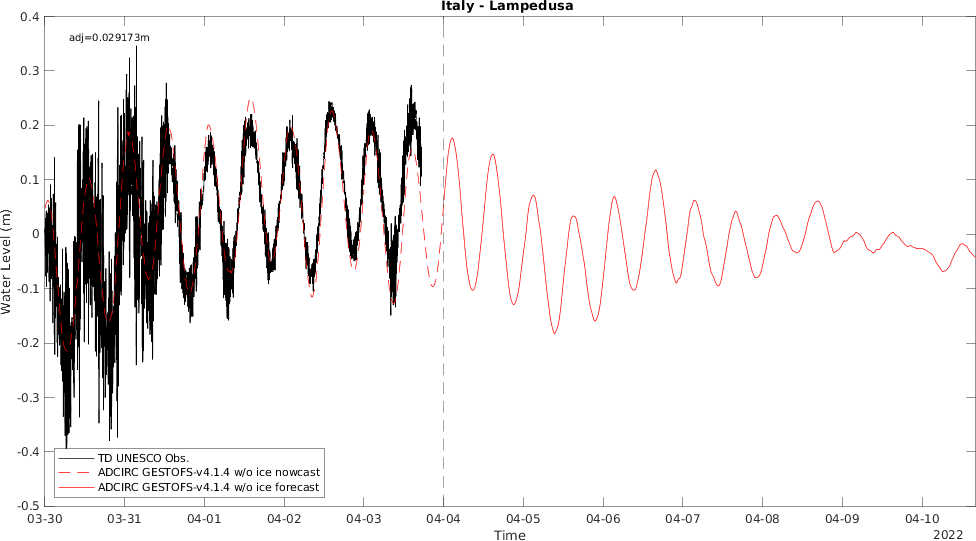 Italy - Lampedusa
adj=0.029173m
0.4
0.3
0.2
0.1
0
-0.1
-0.2
-0.3
-0.4
-0.5
Water Level (m)
TD UNESCO Obs.
ADCIRC GESTOFS-v4.1.4 w/o ice nowcast
ADCIRC GESTOFS-v4.1.4 w/o ice forecast
03-30 03-31 04-01 04-02 04-03 04-04 04-05 04-06 04-07 04-08 04-09 04-10
Time
2022